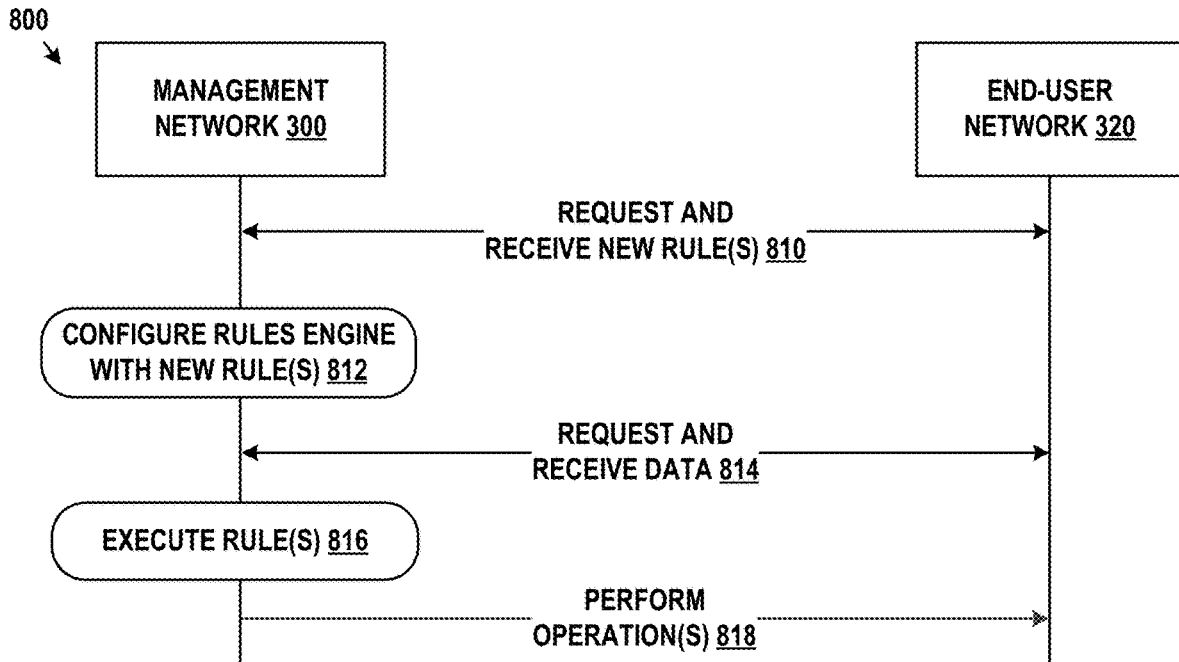 800
MANAGEMENT
NETWORK 300
END-USER
NETWORK 320
REQUEST AND
RECEIVE NEW RULE(S) 810
CONFIGURE RULES ENGINE
WITH NEW RULE(S) 812
REQUEST AND
RECEIVE DATA 814
EXECUTE RULE(S) 816
PERFORM
OPERATION(S) 818